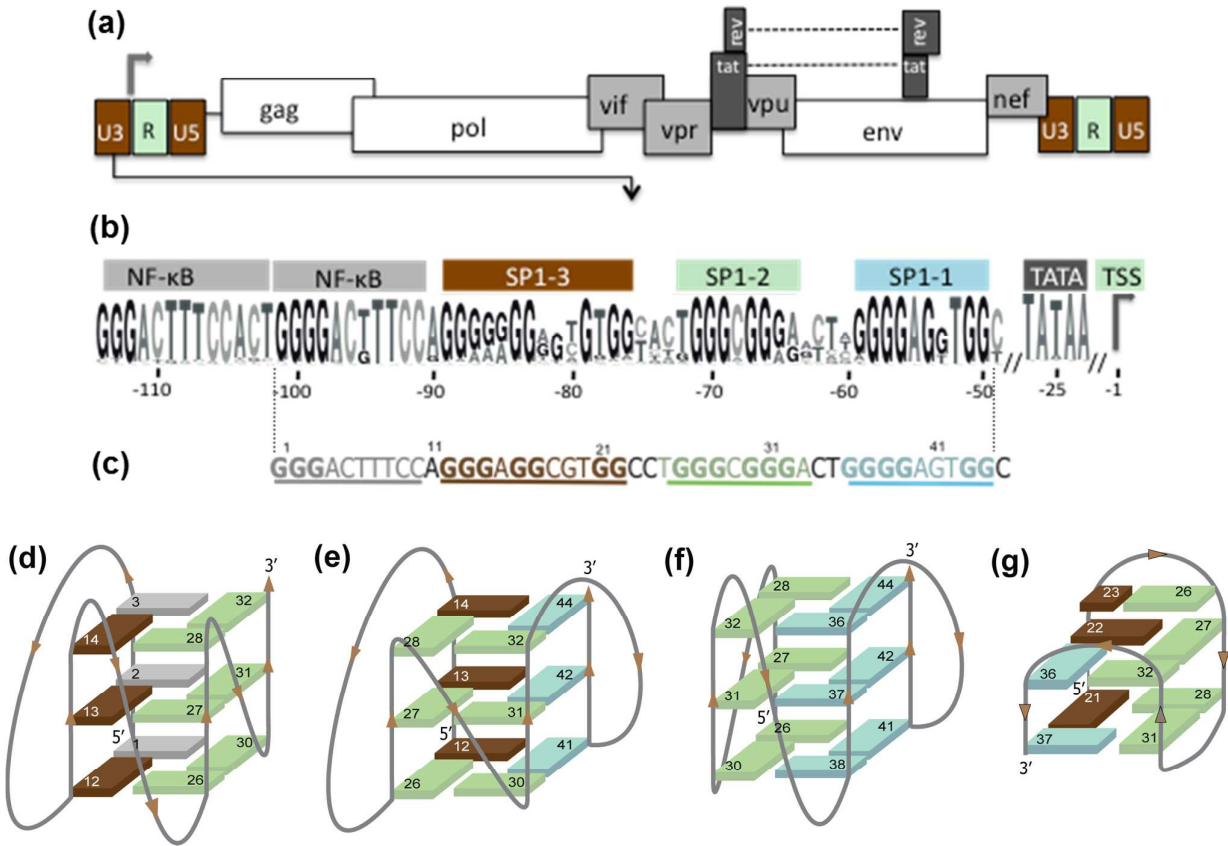 (a)
rev rev
tat tat
U3 R U5 gag pol vif vpr vpu env nef U3 R U5
(b)
NF-κB NF-κB SP1-3 SP1-2 SP1-1 TATA TSS
GGGACTTTCCACTGGGGACTTTCCA TATAA
-110 -100 -90 -80 -70 -60 -50 -25 -1
1 11 21 31 41
(c) GGGACTTTCCAGGGAGGCGTGGCCTGGGCGGGACTGGGGAGTGGC
(d)
3'
3 32
14 28
2 31
13 27
5' 1 30
12 26
(e)
3'
14 44
28 32
13 42
27 31
5' 12 41
26 30
(f)
3'
28 44
32 36
27 42
31 37
5' 26 41
30 38
(g)
23 26
22 27
36 32
5' 21 28
37 31
3'